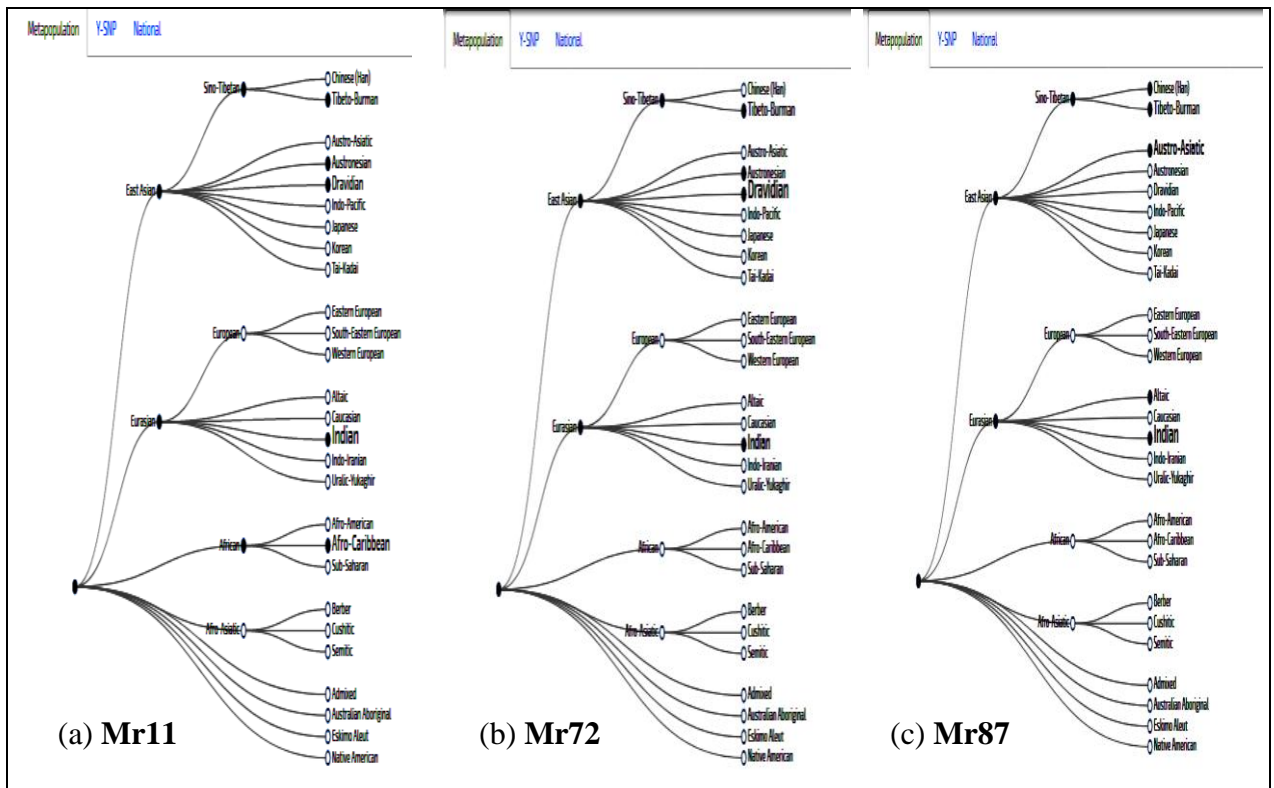 Metapopulation Y-SNP National
Sino-Tibetan
Chinese (Han)
Tibeto-Burman
East Asian
Austro-Asiatic
Austronesian
Dravidian
Indo-Pacific
Japanese
Korean
Tai-Kadai
European
Eastern European
South-Eastern European
Western European
Eurasian
Altaic
Caucasian
Indian
Indo-Iranian
Uralic-Yukaghir
African
Afro-American
Afro-Caribbean
Sub-Saharan
Afro-Asiatic
Berber
Cushitic
Semitic
Admixed
Australian Aboriginal
Eskimo Aleut
Native American
(a) Mr11
Metapopulation Y-SNP National
Sino-Tibetan
Chinese (Han)
Tibeto-Burman
East Asian
Austro-Asiatic
Austronesian
Dravidian
Indo-Pacific
Japanese
Korean
Tai-Kadai
European
Eastern European
South-Eastern European
Western European
Eurasian
Altaic
Caucasian
Indian
Indo-Iranian
Uralic-Yukaghir
African
Afro-American
Afro-Caribbean
Sub-Saharan
Afro-Asiatic
Berber
Cushitic
Semitic
Admixed
Australian Aboriginal
Eskimo Aleut
Native American
(b) Mr72
Metapopulation Y-SNP National
Sino-Tibetan
Chinese (Han)
Tibeto-Burman
East Asian
Austro-Asiatic
Austronesian
Dravidian
Indo-Pacific
Japanese
Korean
Tai-Kadai
European
Eastern European
South-Eastern European
Western European
Eurasian
Altaic
Caucasian
Indian
Indo-Iranian
Uralic-Yukaghir
African
Afro-American
Afro-Caribbean
Sub-Saharan
Afro-Asiatic
Berber
Cushitic
Semitic
Admixed
Australian Aboriginal
Eskimo Aleut
Native American
(c) Mr87